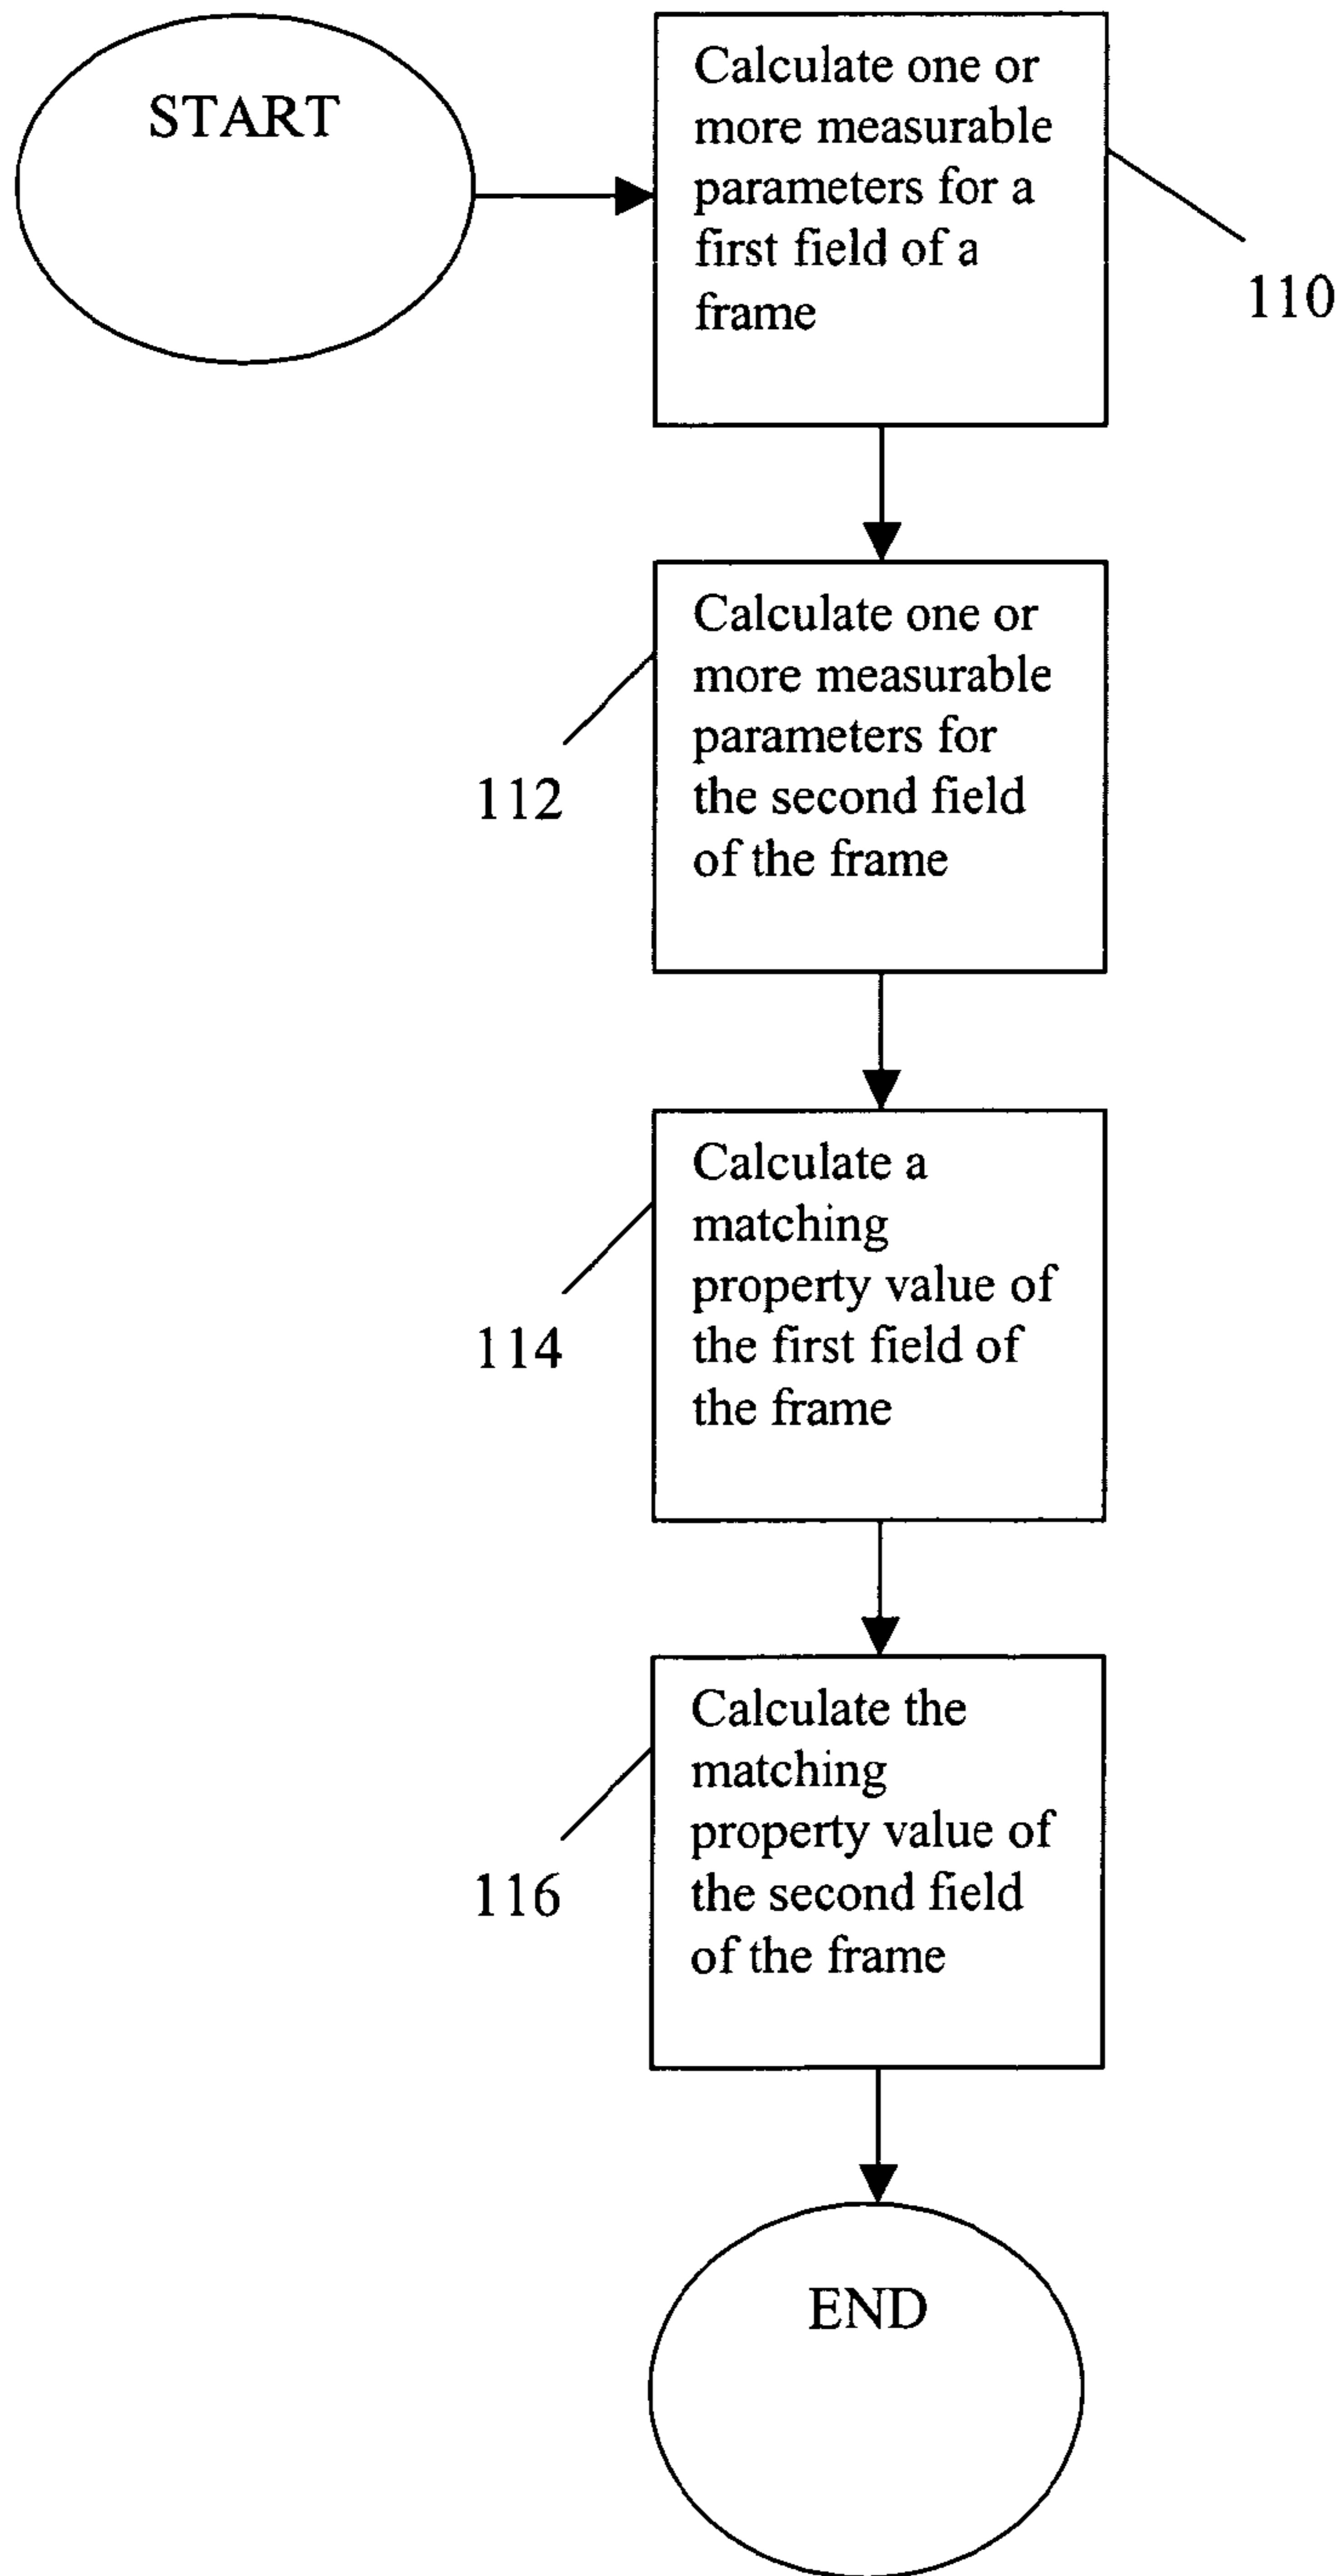 START
Calculate one or
more measurable
parameters for a
first field of a
frame
110
Calculate one or
more measurable
parameters for
the second field
of the frame
112
Calculate a
matching
property value of
the first field of
the frame
114
Calculate the
matching
property value of
the second field
of the frame
116
END